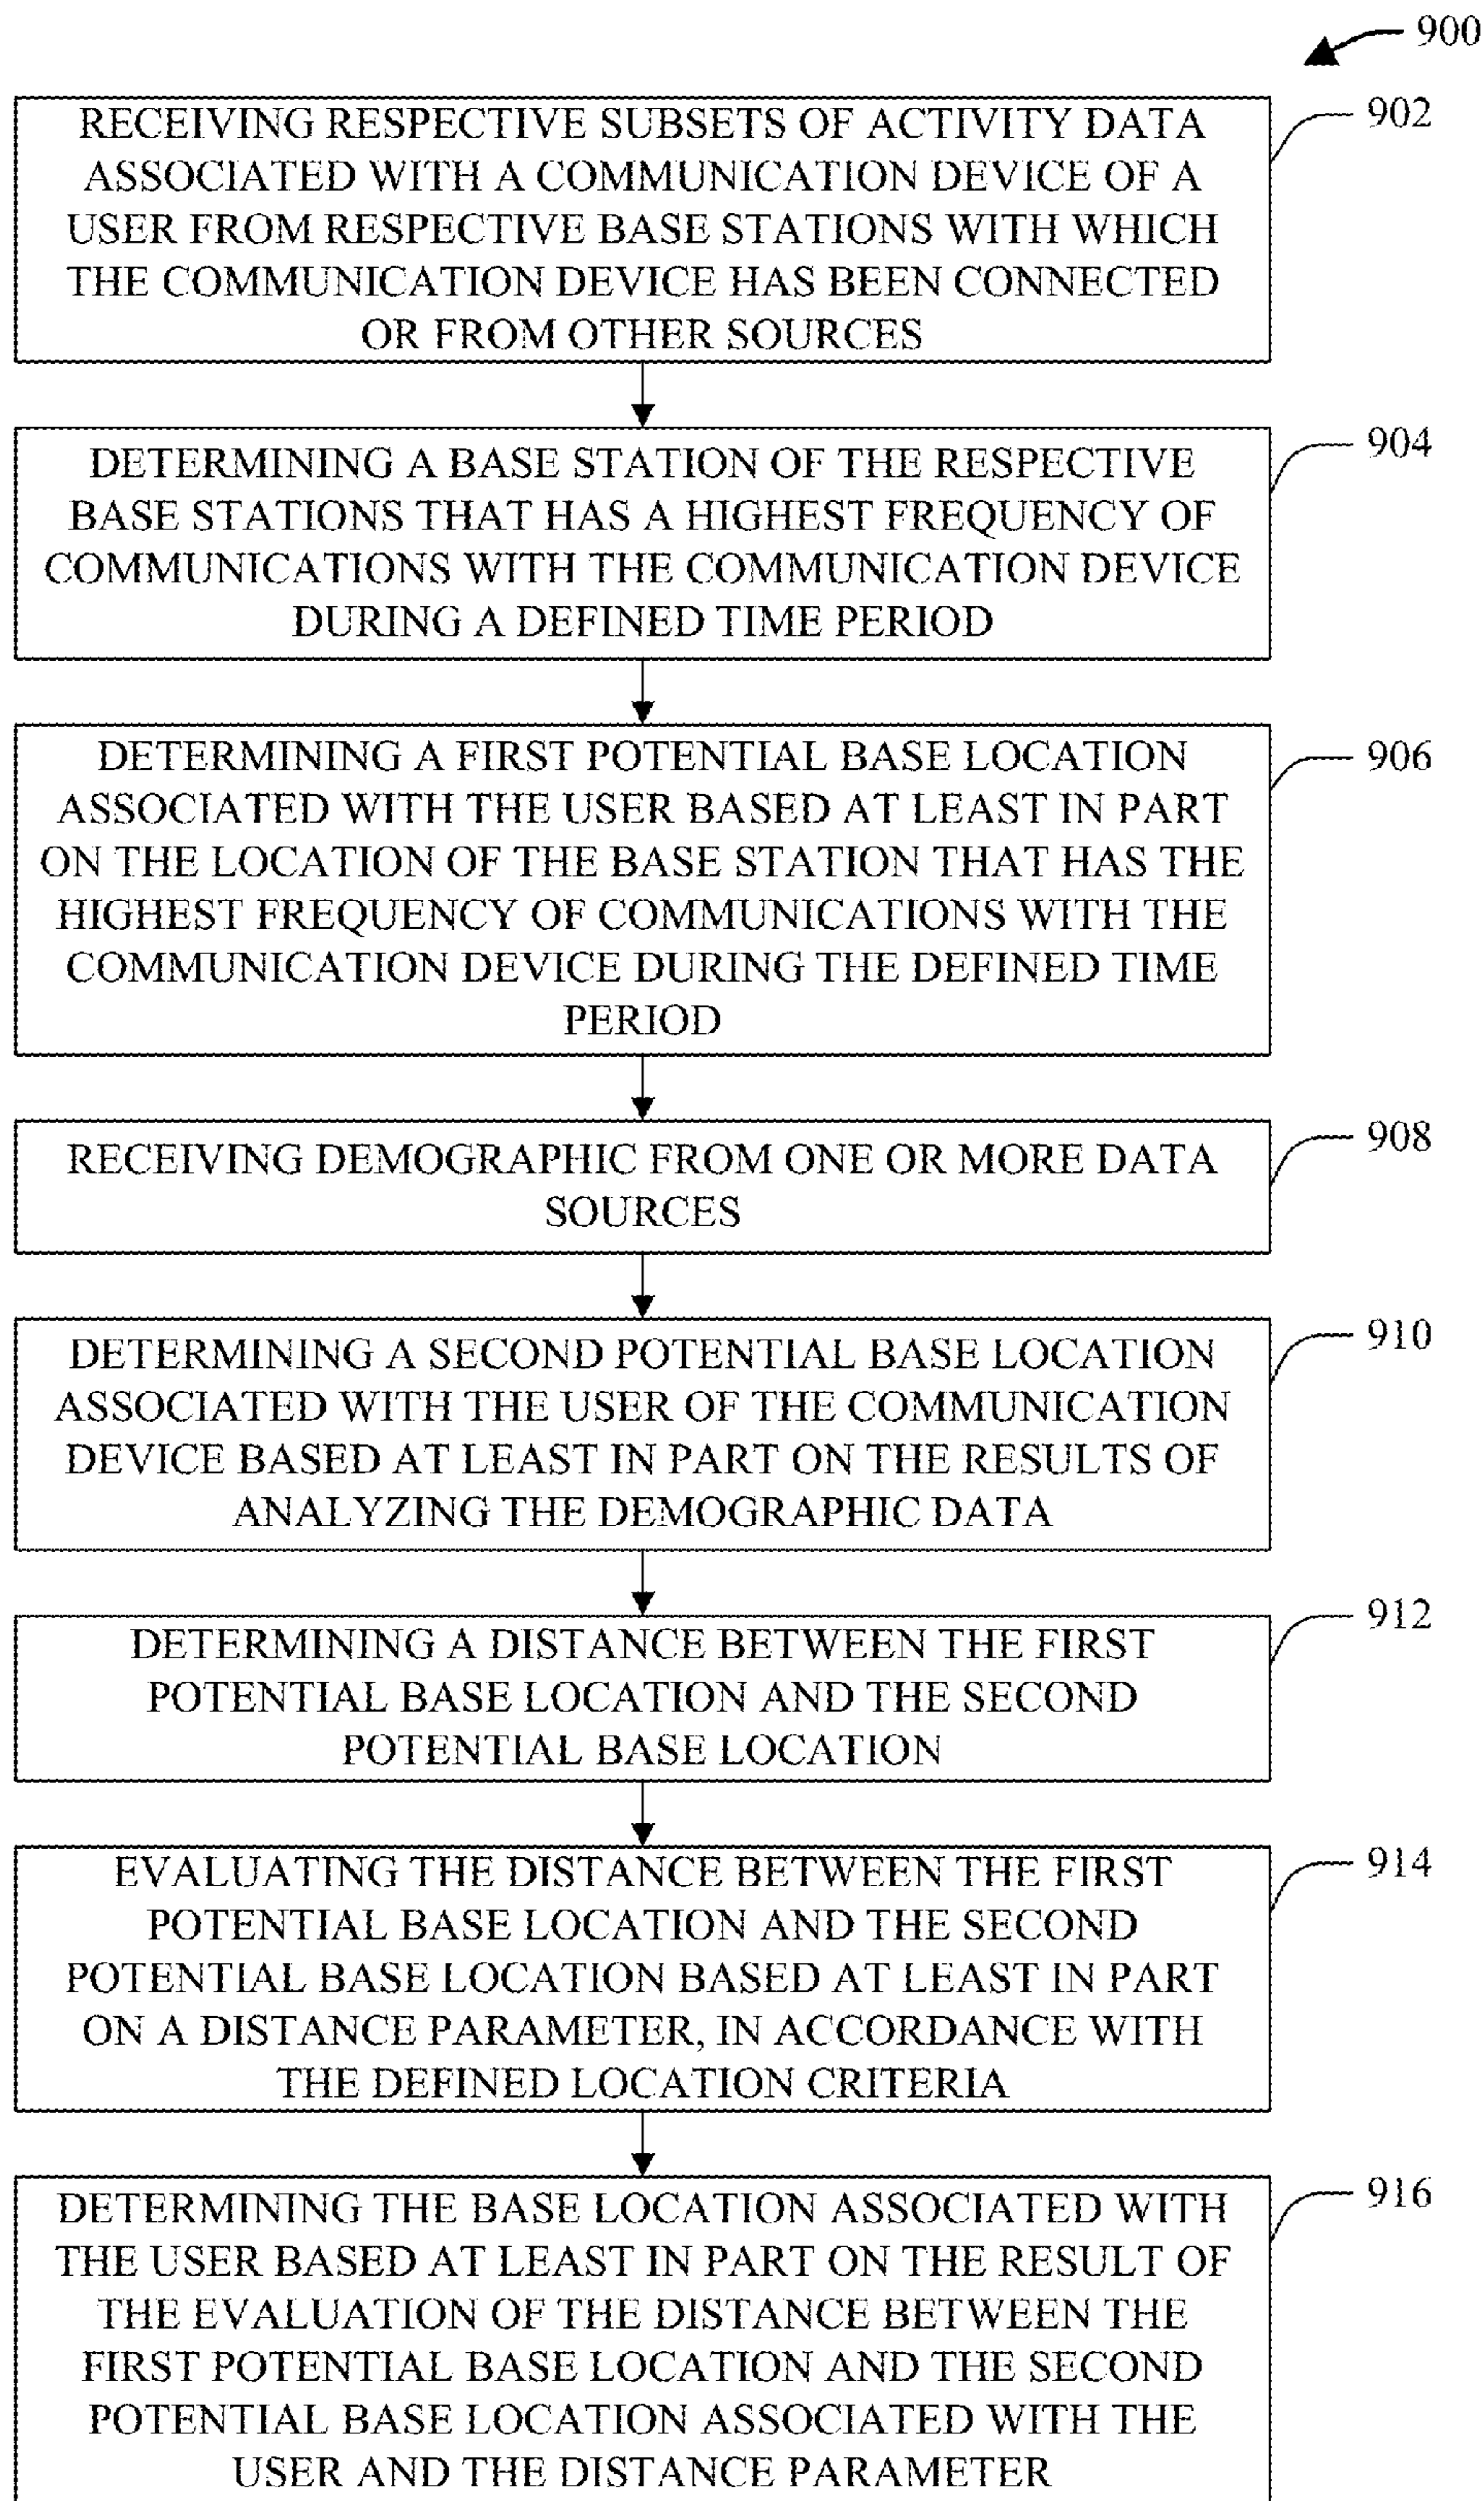 900
902
RECEIVING RESPECTIVE SUBSETS OF ACTIVITY DATA
ASSOCIATED WITH A COMMUNICATION DEVICE OF A
USER FROM RESPECTIVE BASE STATIONS WITH WHICH
THE COMMUNICATION DEVICE HAS BEEN CONNECTED
OR FROM OTHER SOURCES
904
DETERMINING A BASE STATION OF THE RESPECTIVE
BASE STATIONS THAT HAS A HIGHEST FREQUENCY OF
COMMUNICATIONS WITH THE COMMUNICATION DEVICE
DURING A DEFINED TIME PERIOD
906
DETERMINING A FIRST POTENTIAL BASE LOCATION
ASSOCIATED WITH THE USER BASED AT LEAST IN PART
ON THE LOCATION OF THE BASE STATION THAT HAS THE
HIGHEST FREQUENCY OF COMMUNICATIONS WITH THE
COMMUNICATION DEVICE DURING THE DEFINED TIME
PERIOD
908
RECEIVING DEMOGRAPHIC FROM ONE OR MORE DATA
SOURCES
910
DETERMINING A SECOND POTENTIAL BASE LOCATION
ASSOCIATED WITH THE USER OF THE COMMUNICATION
DEVICE BASED AT LEAST IN PART ON THE RESULTS OF
ANALYZING THE DEMOGRAPHIC DATA
912
DETERMINING A DISTANCE BETWEEN THE FIRST
POTENTIAL BASE LOCATION AND THE SECOND
POTENTIAL BASE LOCATION
914
EVALUATING THE DISTANCE BETWEEN THE FIRST
POTENTIAL BASE LOCATION AND THE SECOND
POTENTIAL BASE LOCATION BASED AT LEAST IN PART
ON A DISTANCE PARAMETER, IN ACCORDANCE WITH
THE DEFINED LOCATION CRITERIA
916
DETERMINING THE BASE LOCATION ASSOCIATED WITH
THE USER BASED AT LEAST IN PART ON THE RESULT OF
THE EVALUATION OF THE DISTANCE BETWEEN THE
FIRST POTENTIAL BASE LOCATION AND THE SECOND
POTENTIAL BASE LOCATION ASSOCIATED WITH THE
USER AND THE DISTANCE PARAMETER